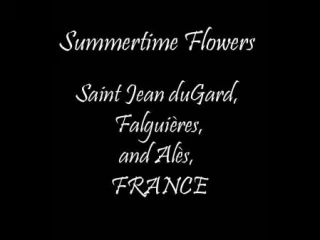 Summertime Flowers
Saint Jean duGard,
Falguières,
and Alès,
FRANCE